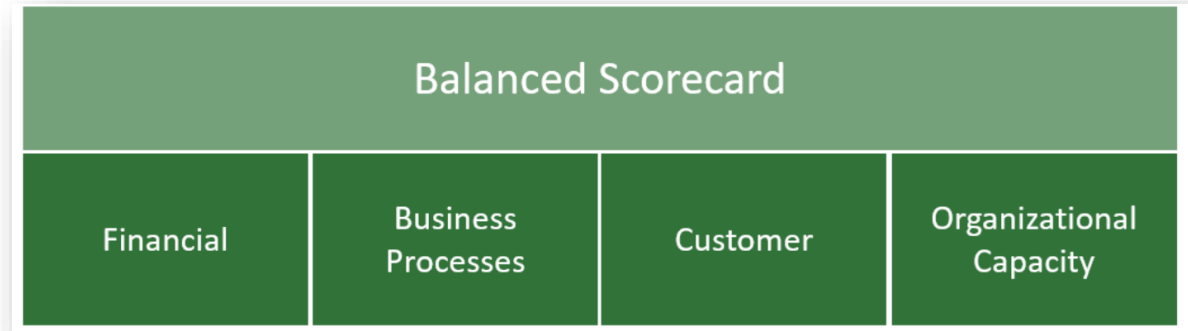 Balanced Scorecard
Financial
Business
Processes
Customer
Organizational
Capacity